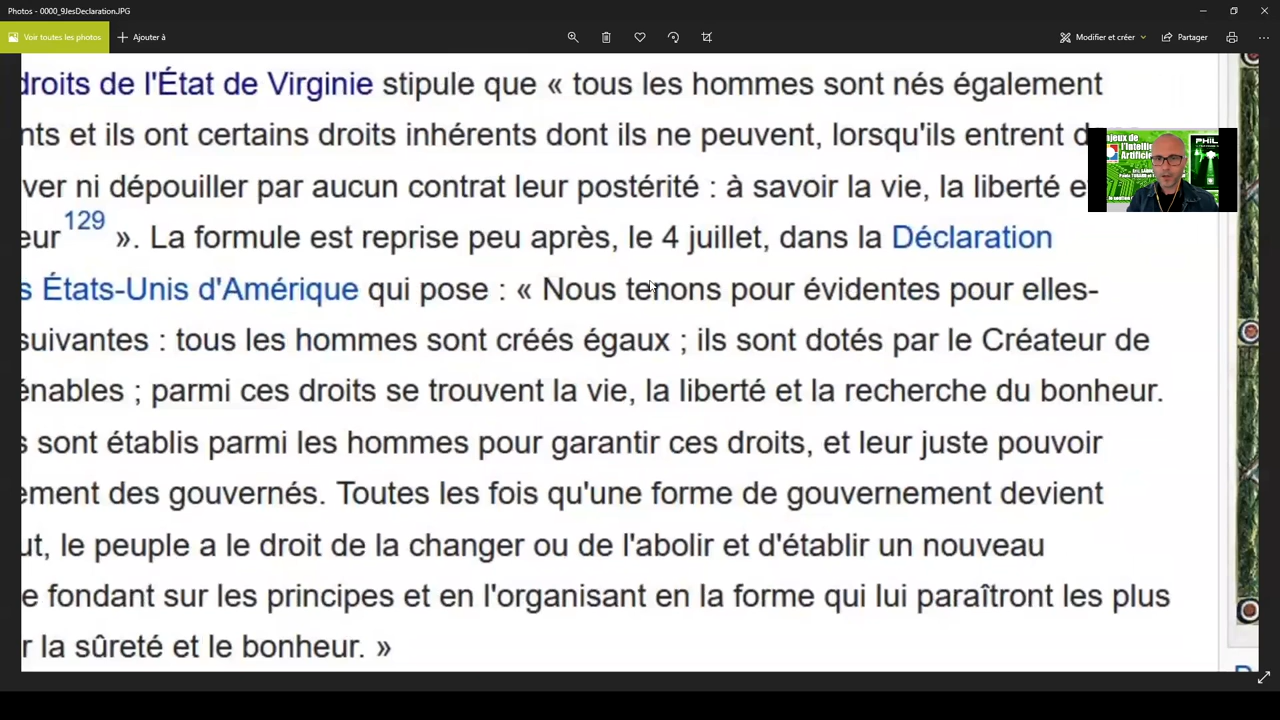 Photos - 0000_9JesDeclaration.JPG
Voir toutes les photos
Ajouter à
Modifier et créer
Partager
droits de l'État de Virginie stipule que « tous les hommes sont nés également
nts et ils ont certains droits inhérents dont ils ne peuvent, lorsqu'ils entrent d
ver ni dépouiller par aucun contrat leur postérité : à savoir la vie, la liberté e
eur129 ». La formule est reprise peu après, le 4 juillet, dans la Déclaration
s États-Unis d'Amérique qui pose : « Nous tenons pour évidentes pour elles-
suivantes : tous les hommes sont créés égaux ; ils sont dotés par le Créateur de
énables ; parmi ces droits se trouvent la vie, la liberté et la recherche du bonheur.
s sont établis parmi les hommes pour garantir ces droits, et leur juste pouvoir
ement des gouvernés. Toutes les fois qu'une forme de gouvernement devient
ut, le peuple a le droit de la changer ou de l'abolir et d'établir un nouveau
e fondant sur les principes et en l'organisant en la forme qui lui paraîtront les plus
r la sûreté et le bonheur. »
njeux de
l'Intelli
Artificie
PHIL